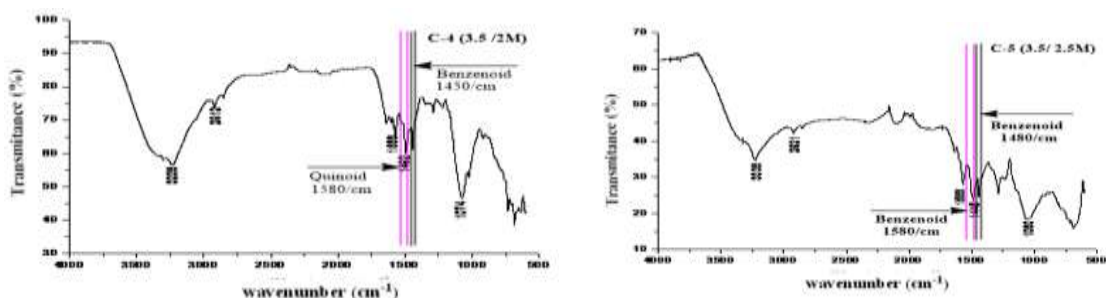 C-4 (3.5 /2M)
Benzenoid
1450/cm
Quinoid
1580/cm
Transmitance (%)
100
90
80
70
60
50
40
30
4000
3500
3000
2500
2000
1500
1000
500
wavenumber (cm⁻¹)
C-5 (3.5/ 2.5M)
Benzenoid
1480/cm
Benzenoid
1580/cm
Transmitance (%)
70
60
50
40
30
20
10
4000
3500
3000
2500
2000
1500
1000
500
wavenumber (cm⁻¹)